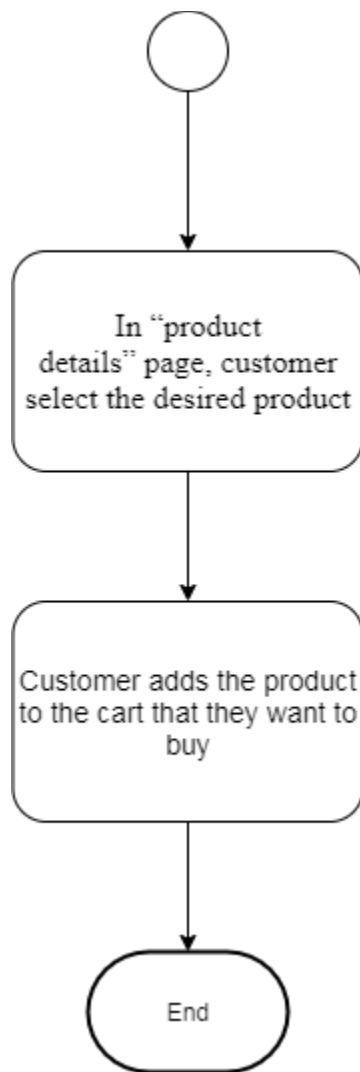 In “product
details” page, customer
select the desired product
Customer adds the product
to the cart that they want to
buy
End